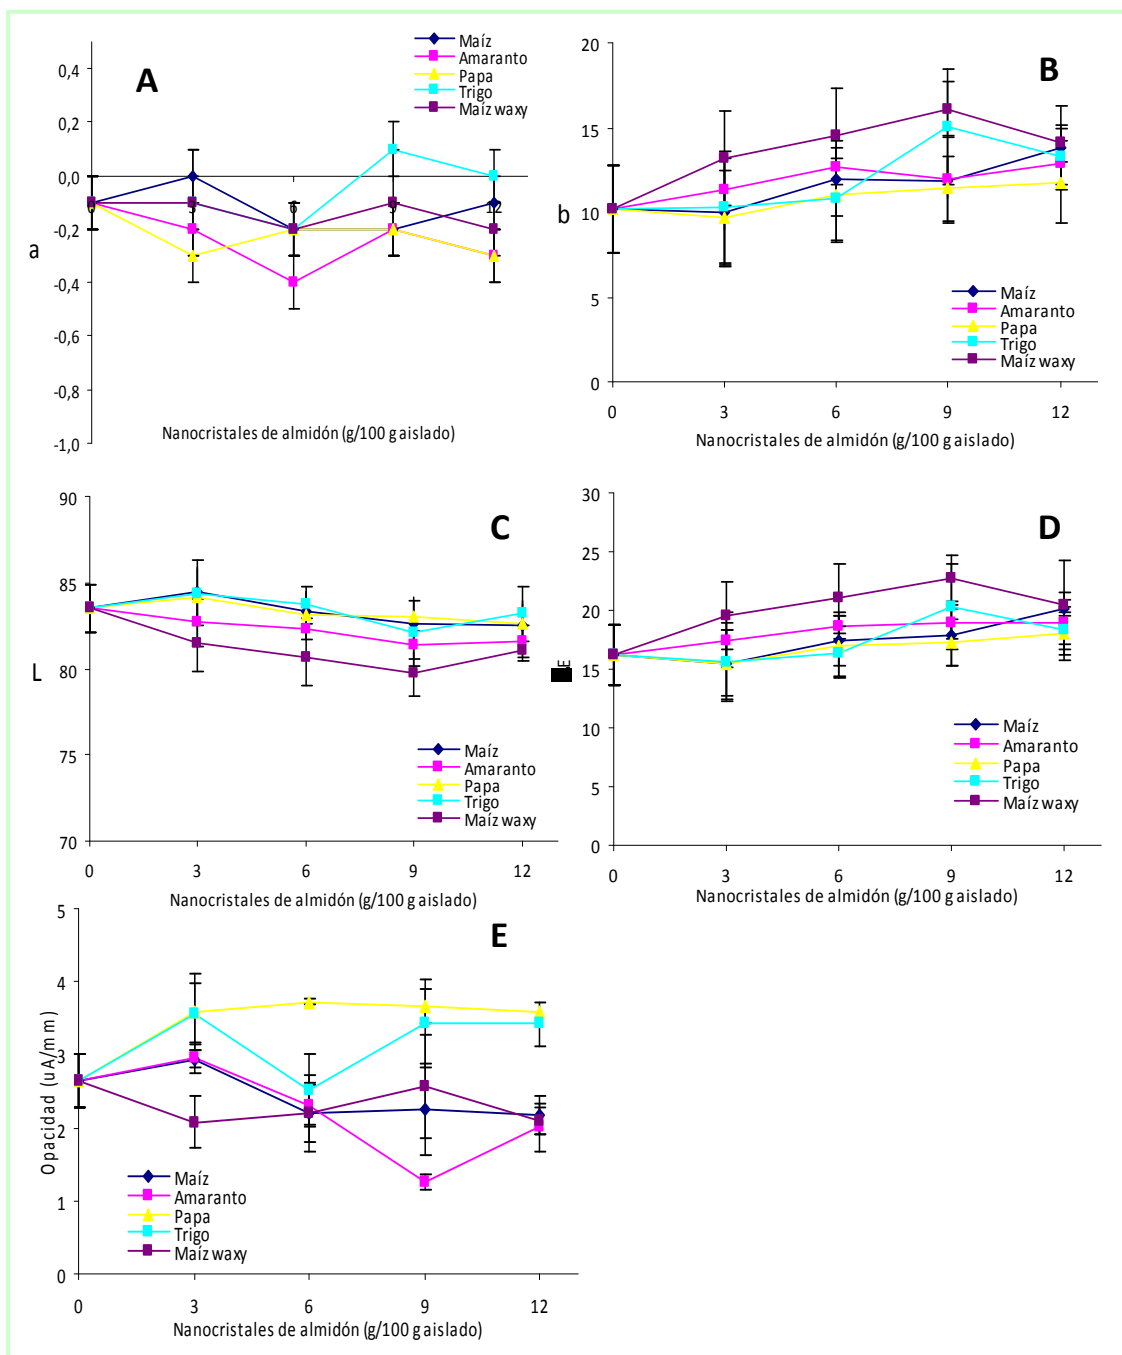 A
0,4
0,2
0,0
-0,2
-0,4
-0,6
-0,8
-1,0
a
0 3 6 9 12
Nanocristales de almidón (g/100 g aislado)
Maíz
Amaranto
Papa
Trigo
Maíz waxy
B
20
15
10
5
0
b
0 3 6 9 12
Nanocristales de almidón (g/100 g aislado)
Maíz
Amaranto
Papa
Trigo
Maíz waxy
C
90
85
80
75
70
L
0 3 6 9 12
Nanocristales de almidón (g/100 g aislado)
Maíz
Amaranto
Papa
Trigo
Maíz waxy
D
30
25
20
15
10
5
0
E
0 3 6 9 12
Nanocristales de almidón (g/100 g aislado)
Maíz
Amaranto
Papa
Trigo
Maíz waxy
E
5
4
3
2
1
0
Opacidad (uA/mm)
0 3 6 9 12
Nanocristales de almidón (g/100 g aislado)
Maíz
Amaranto
Papa
Trigo
Maíz waxy